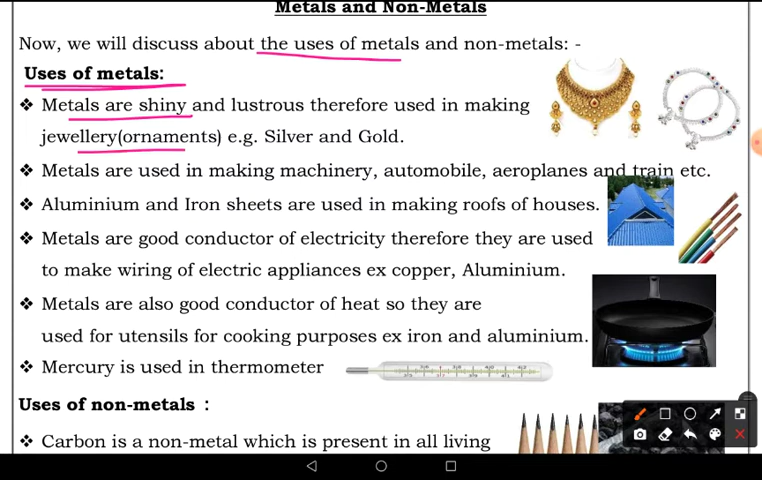 Metals and Non-Metals
Now, we will discuss about the uses of metals and non-metals: -
Uses of metals:
❖ Metals are shiny and lustrous therefore used in making
jewellery(ornaments) e.g. Silver and Gold.
❖ Metals are used in making machinery, automobile, aeroplanes and train etc.
❖ Aluminium and Iron sheets are used in making roofs of houses.
❖ Metals are good conductor of electricity therefore they are used
to make wiring of electric appliances ex copper, Aluminium.
❖ Metals are also good conductor of heat so they are
used for utensils for cooking purposes ex iron and aluminium.
❖ Mercury is used in thermometer
Uses of non-metals :
❖ Carbon is a non-metal which is present in all living